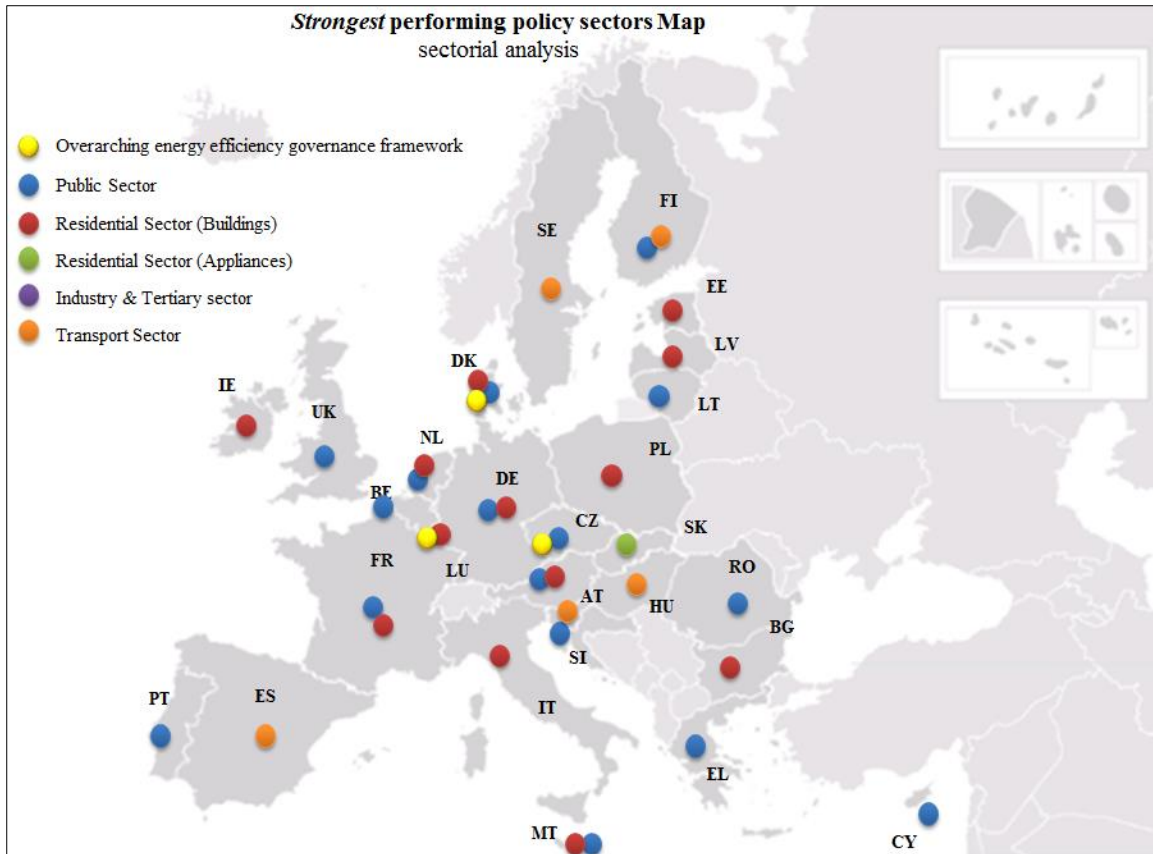 Strongest performing policy sectors Map
sectorial analysis
Overarching energy efficiency governance framework
Public Sector
Residential Sector (Buildings)
Residential Sector (Appliances)
Industry & Tertiary sector
Transport Sector
FI
SE
EE
LV
DK
LT
IE
UK
NL
PL
DE
BE
CZ
SK
FR
LU
RO
AT
HU
BG
SI
PT
ES
IT
EL
MT
CY